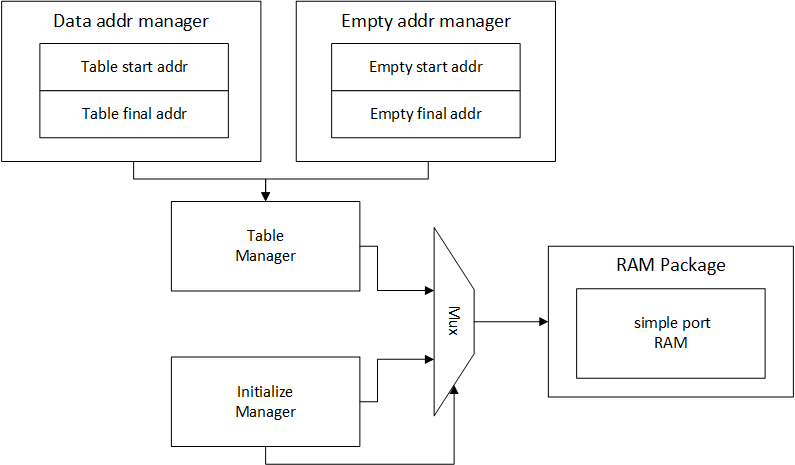 Data addr manager
Empty addr manager
Table start addr
Table final addr
Empty start addr
Empty final addr
Table
Manager
Mux
RAM Package
simple port
RAM
Initialize
Manager